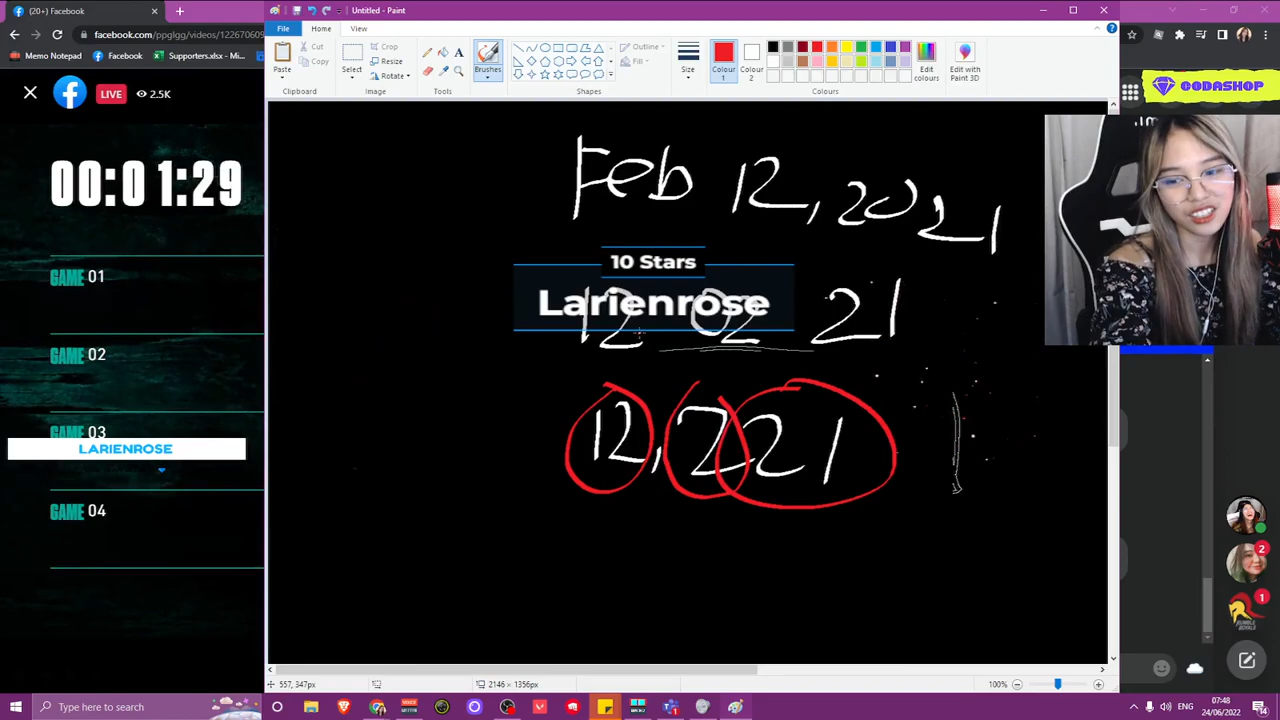 (20+) Facebook
Untitled - Paint
facebook.com/ppglgg/videos/122670609
Memo Notepad
Facebook
Supporters.xlsx - Mi...
File
Home
View
Paste
Cut
Copy
Clipboard
Select
Crop
Resize
Rotate
Image
Tools
Brushes
Shapes
Outline
Fill
Size
Colour 1
Colour 2
Edit colours
Edit with Paint 3D
Colours
CODASHOP
LIVE
2.5K
00:01:29
GAME 01
GAME 02
GAME 03
LARIENROSE
GAME 04
Feb 12, 2021
10 Stars
Larienrose
12 02 21
12,221
2
1
557, 347px
2146 × 1356px
100%
Type here to search
07:48
ENG
24/06/2022
14